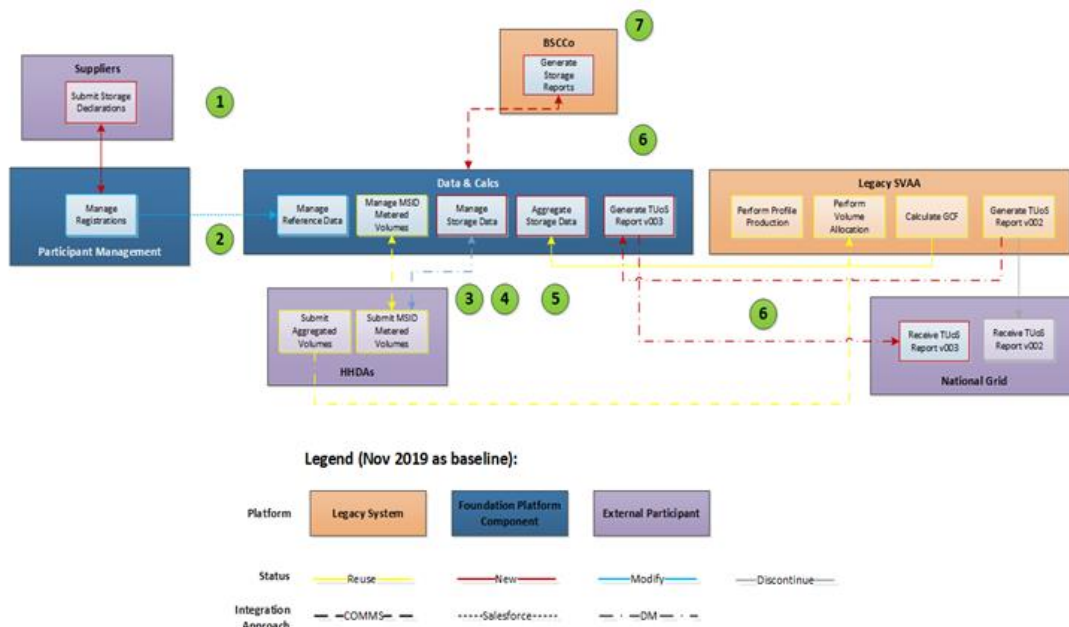 7
BSCCo
Generate
Storage
Reports
Suppliers
Submit Storage
Declarations
1
6
Manage
Registrations
Participant Management
2
Data & Calcs
Manage
Reference Data
Manage MSID
Metered
Volumes
Manage
Storage Data
Aggregate
Storage Data
Generate TUoS
Report v003
Legacy SVAA
Perform Profile
Production
Perform
Volume
Allocation
Calculate GCF
Generate TUoS
Report v002
3
4
5
6
Submit
Aggregated
Volumes
Submit MSID
Metered
Volumes
HHDAs
Receive TUoS
Report v003
Receive TUoS
Report v002
National Grid
Legend (Nov 2019 as baseline):
Platform
Legacy System
Foundation Platform
Component
External Participant
Status
Reuse
New
Modify
Discontinue
Integration
Approach
COMMS
Salesforce
DM